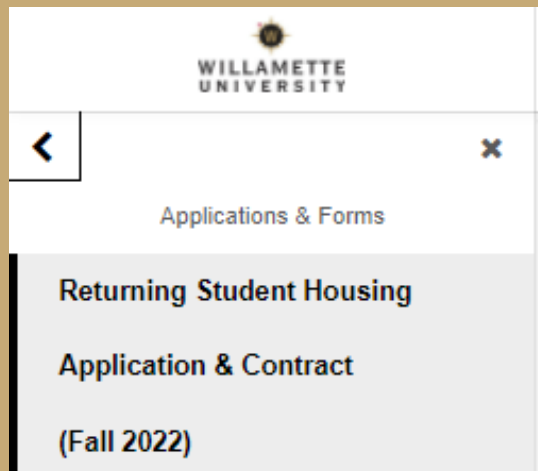 WILLAMETTE
UNIVERSITY
Applications & Forms
Returning Student Housing
Application & Contract
(Fall 2022)